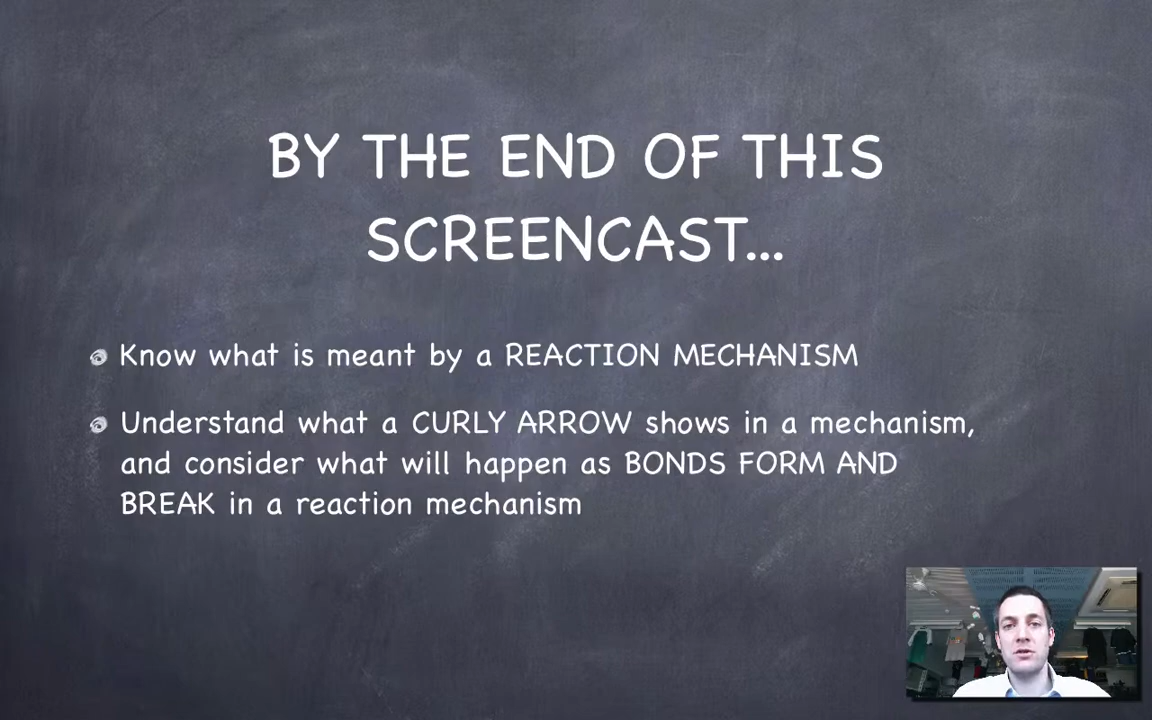 BY THE END OF THIS
SCREENCAST...
Know what is meant by a REACTION MECHANISM
Understand what a CURLY ARROW shows in a mechanism,
and consider what will happen as BONDS FORM AND
BREAK in a reaction mechanism